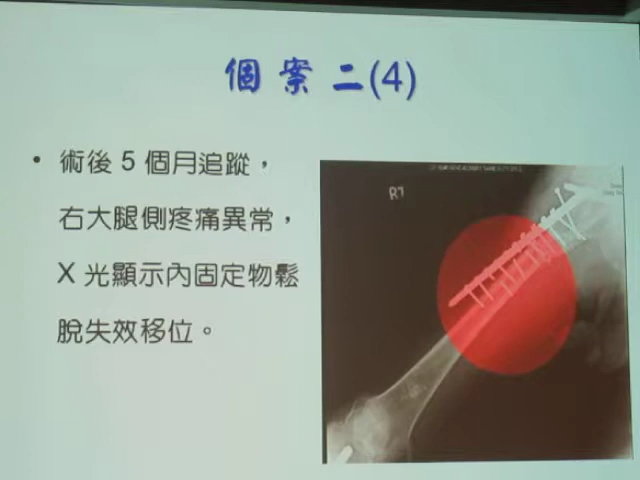 個案二(4)
• 術後 5 個月追蹤，
右大腿側疼痛異常，
X 光顯示內固定物鬆
脫失效移位。